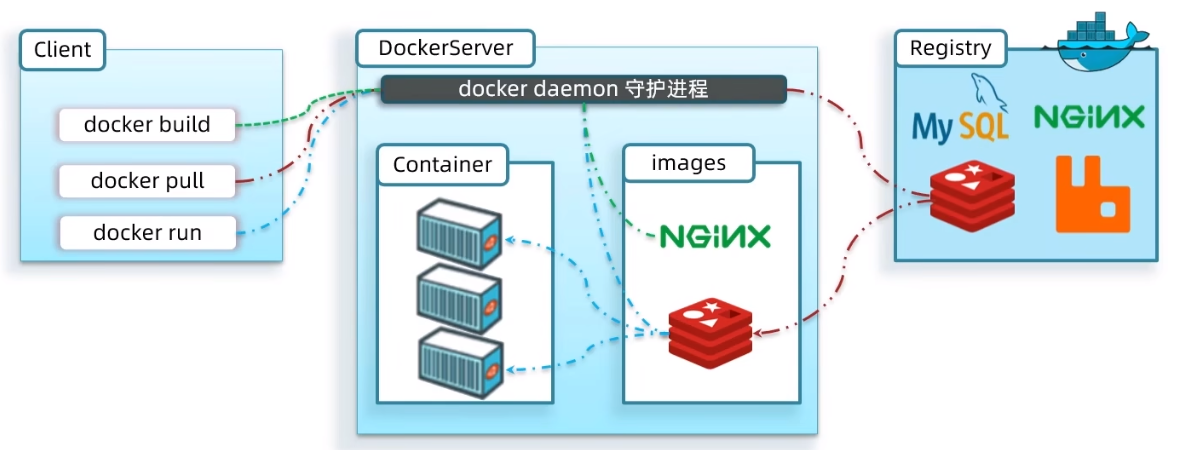 Client
docker build
docker pull
docker run
DockerServer
docker daemon 守护进程
Container
images
NGiNX
Registry
MySQL
NGiNX